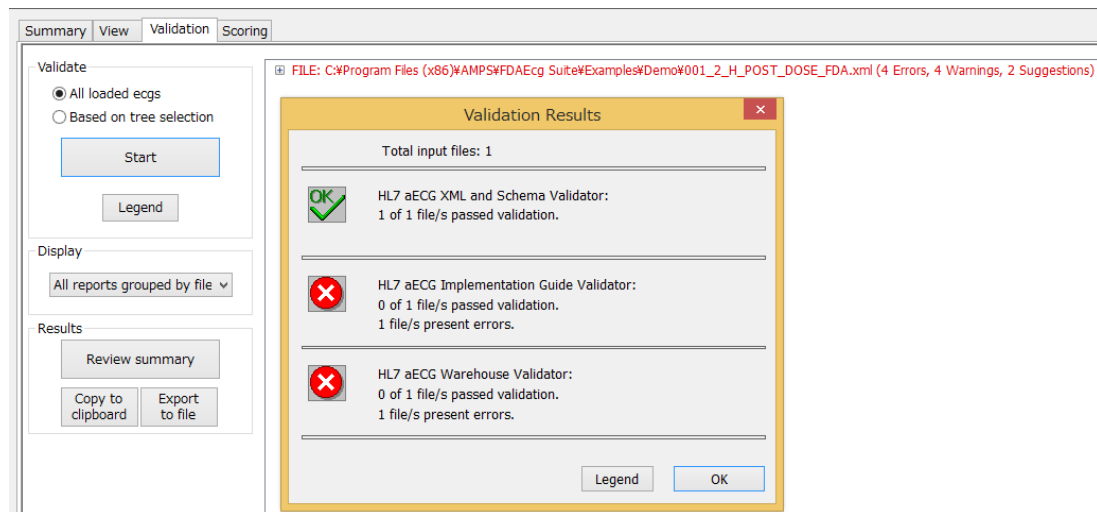 Summary View Validation Scoring
Validate
All loaded ecgs
Based on tree selection
Start
Legend
Display
All reports grouped by file
Results
Review summary
Copy to clipboard
Export to file
FILE: C:¥Program Files (x86)¥AMPS¥FDAEcg Suite¥Examples¥Demo¥001_2_H_POST_DOSE_FDA.xml (4 Errors, 4 Warnings, 2 Suggestions)
Validation Results
Total input files: 1
OK
HL7 aECG XML and Schema Validator:
1 of 1 file/s passed validation.
HL7 aECG Implementation Guide Validator:
0 of 1 file/s passed validation.
1 file/s present errors.
HL7 aECG Warehouse Validator:
0 of 1 file/s passed validation.
1 file/s present errors.
Legend OK